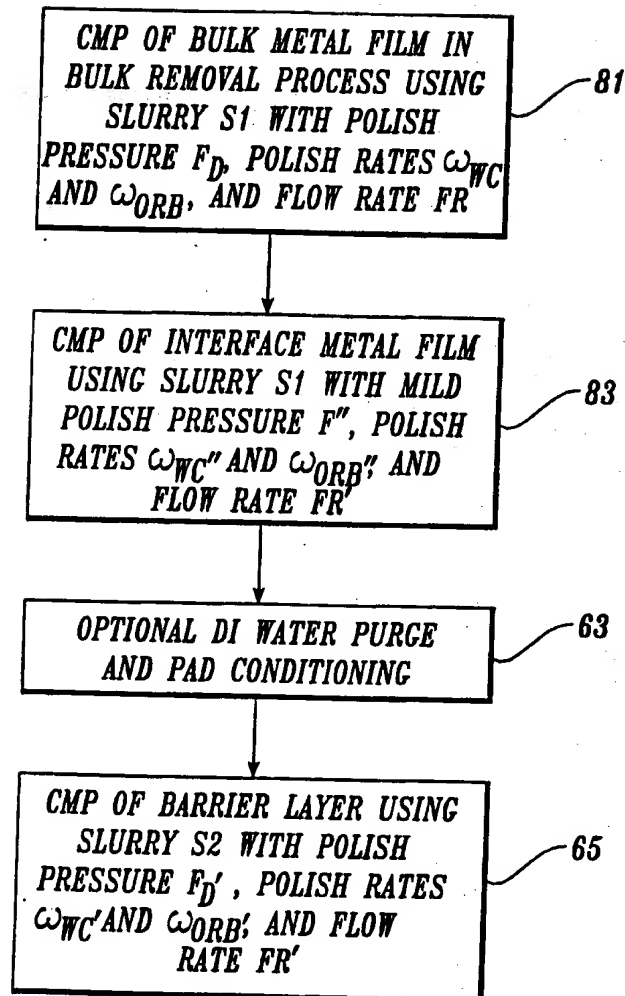 CMP OF BULK METAL FILM IN
BULK REMOVAL PROCESS USING
SLURRY S1 WITH POLISH
PRESSURE F_D, POLISH RATES ω_WC
AND ω_ORB, AND FLOW RATE FR
81
CMP OF INTERFACE METAL FILM
USING SLURRY S1 WITH MILD
POLISH PRESSURE F", POLISH
RATES ω_WC" AND ω_ORB", AND
FLOW RATE FR'
83
OPTIONAL DI WATER PURGE
AND PAD CONDITIONING
63
CMP OF BARRIER LAYER USING
SLURRY S2 WITH POLISH
PRESSURE F_D', POLISH RATES
ω_WC' AND ω_ORB', AND FLOW
RATE FR'
65